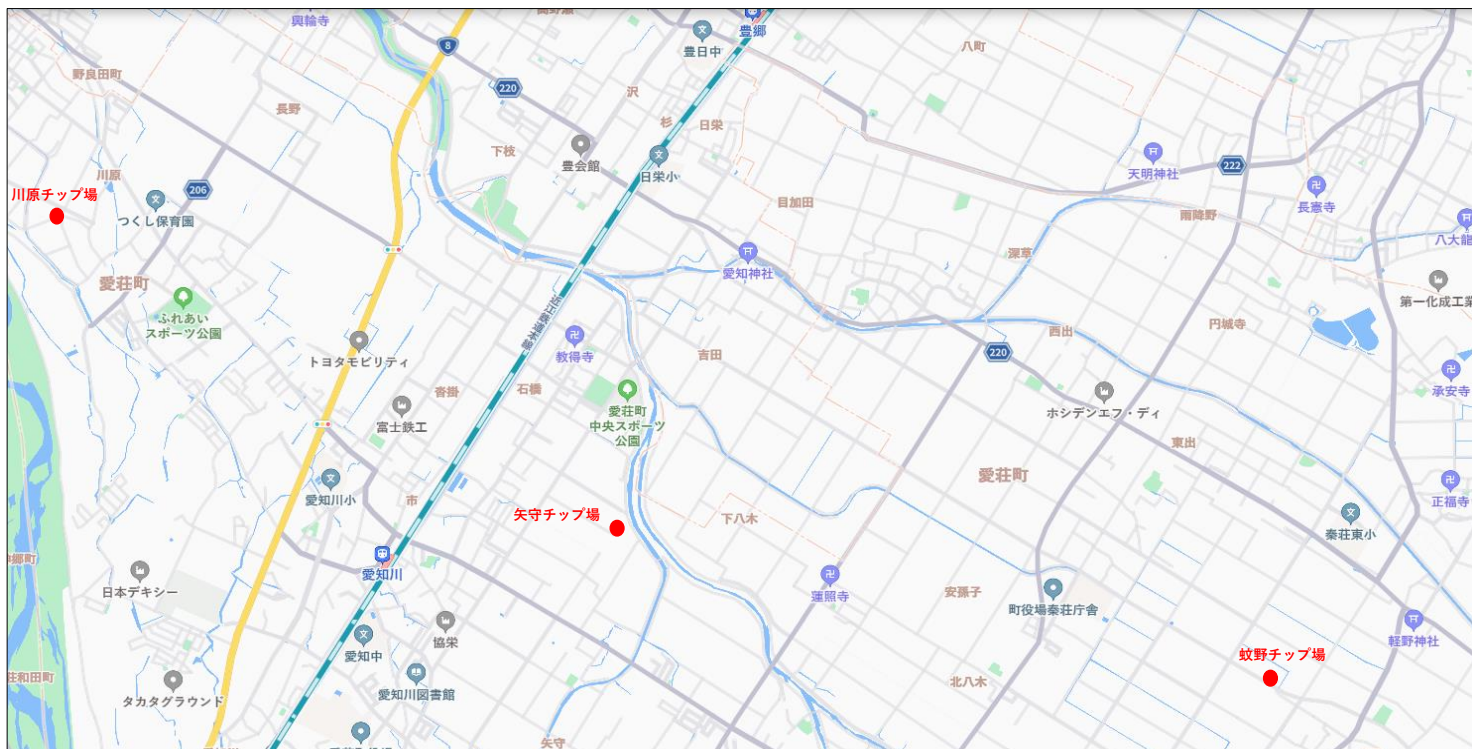 興輪寺
8
豊郷
豊日中
八町
野良田町
220
沢
長野
杉
日栄
下枝
豊会館
日栄小
天明神社
222
川原
川原チップ場
206
つくし保育園
長憲寺
目加田
雨降野
愛知神社
深草
八大龍
愛荘町
第一化成工業
ふれあい
スポーツ公園
近江鉄道本線
円城寺
西出
トヨタモビリティ
教得寺
吉田
220
沓掛
石橋
承安寺
愛荘町
中央スポーツ
公園
ホシデンエフ・ディ
富士鉄工
東出
愛荘町
愛知川小
市
正福寺
矢守チップ場
下八木
秦荘東小
愛知川
日本デキシー
蓮照寺
安孫子
町役場秦荘庁舎
協栄
軽野神社
愛知中
蚊野チップ場
北八木
愛知川図書館
タカタグラウンド
矢守